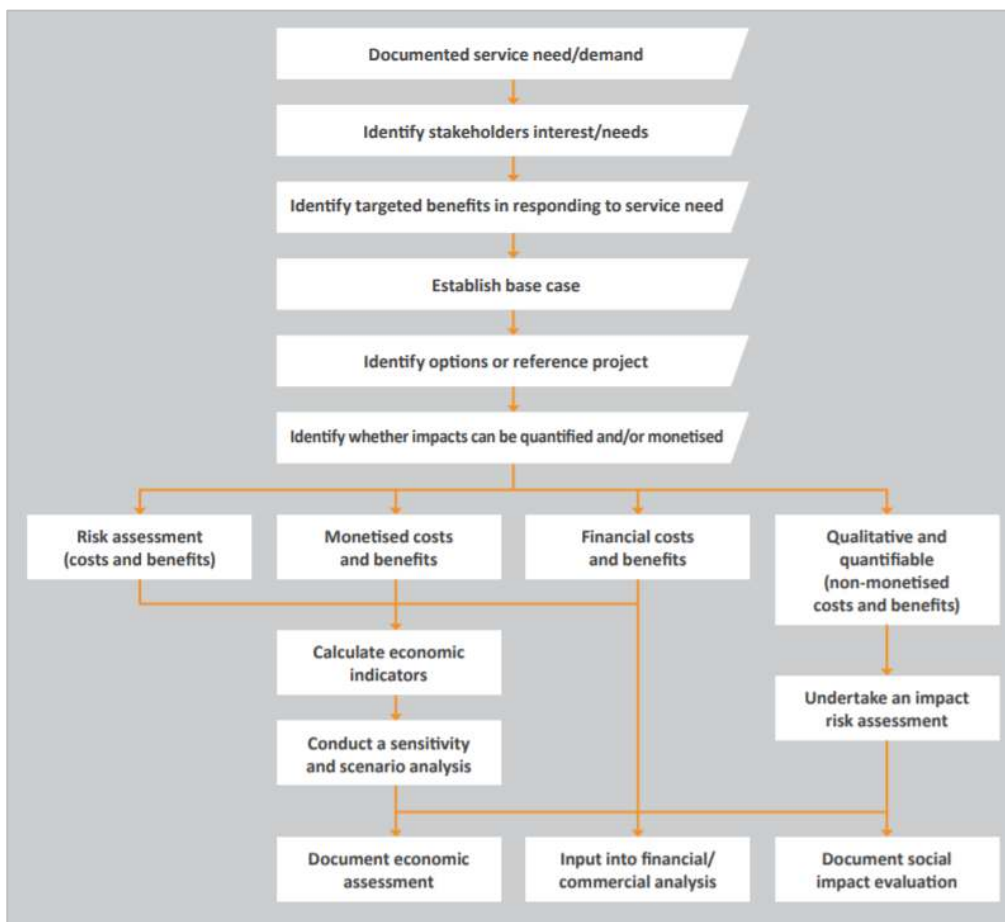 Documented service need/demand
Identify stakeholders interest/needs
Identify targeted benefits in responding to service need
Establish base case
Identify options or reference project
Identify whether impacts can be quantified and/or monetised
Risk assessment
(costs and benefits)
Monetised costs
and benefits
Financial costs
and benefits
Qualitative and
quantifiable
(non-monetised
costs and benefits)
Calculate economic
indicators
Undertake an impact
risk assessment
Conduct a sensitivity
and scenario analysis
Document economic
assessment
Input into financial/
commercial analysis
Document social
impact evaluation